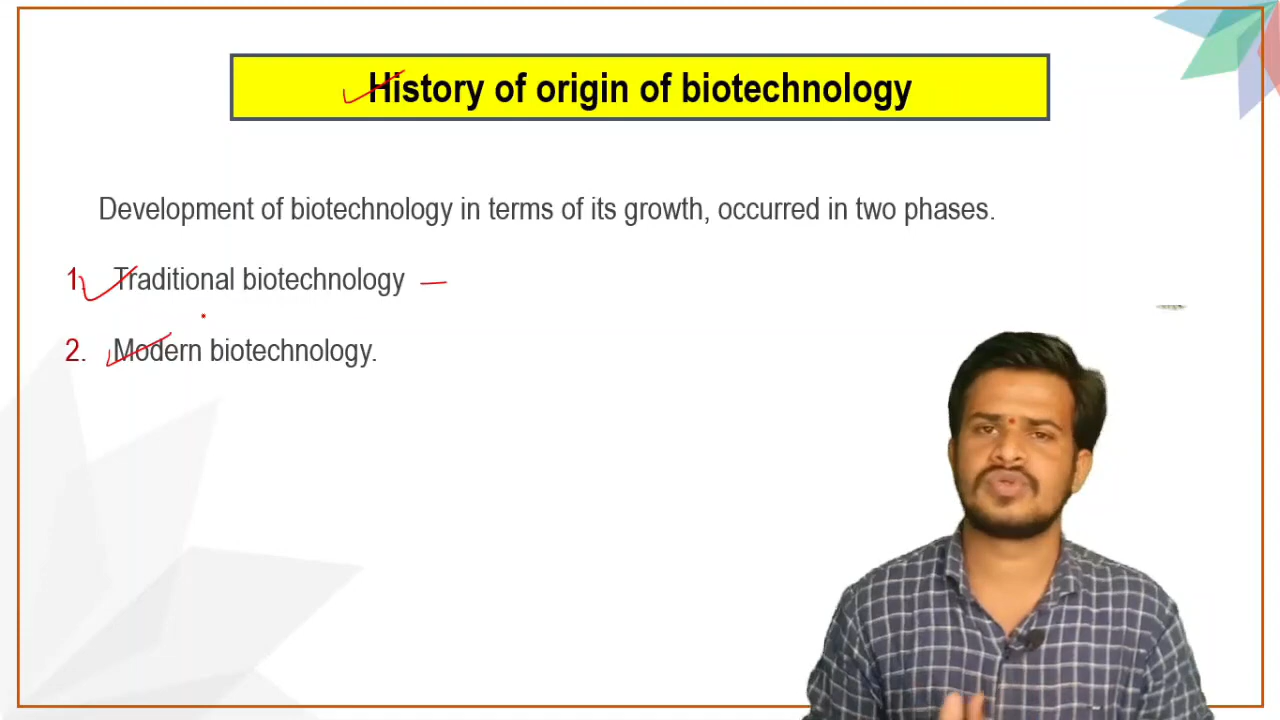 History of origin of biotechnology
Development of biotechnology in terms of its growth, occurred in two phases.
1. Traditional biotechnology
2. Modern biotechnology.